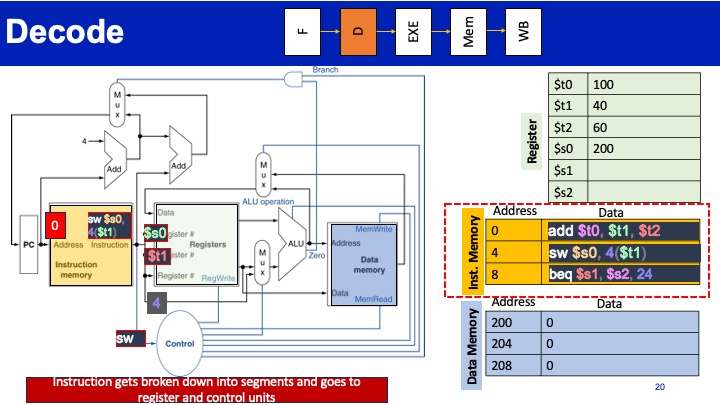 Decode
F
D
EXE
Mem
WB
Branch
M
u
x
4
Add
Add
M
u
x
ALU operation
0
sw $s0,
4($t1)
Address Instruction
Instruction
memory
PC
Data
$s0 gister #
Registers
$t1 ister #
Register #
RegWrite
4
M
u
x
ALU
Zero
MemWrite
Address
Data
memory
Data
MemRead
sw
Control
Instruction gets broken down into segments and goes to
register and control units
Register
$t0 100
$t1 40
$t2 60
$s0 200
$s1
$s2
Inst. Memory
Address Data
0 add $t0, $t1, $t2
4 sw $s0, 4($t1)
8 beq $s1, $s2, 24
Data Memory
Address Data
200 0
204 0
208 0
20